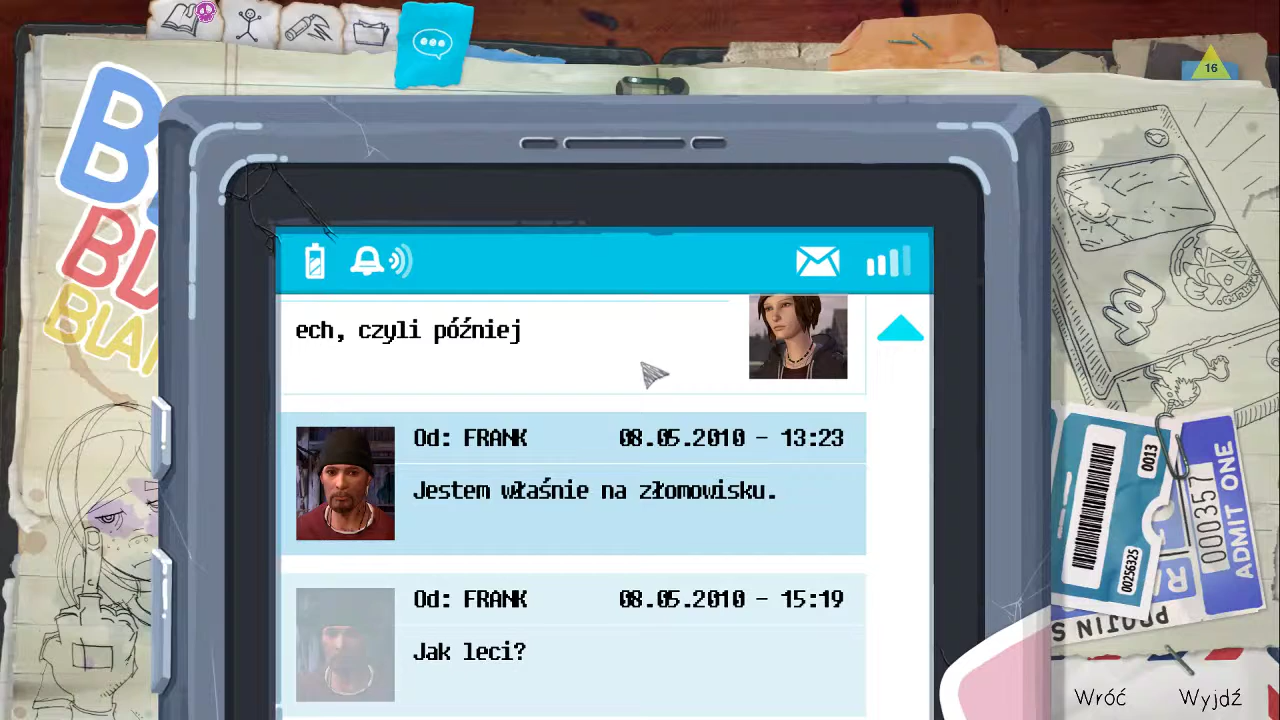 16
ech, czyli później
Od: FRANK 08.05.2010 - 13:23
Jestem właśnie na złomowisku.
Od: FRANK 08.05.2010 - 15:19
Jak leci?
0013
00256325
000357
ADMIT ONE
Wróć Wyjdź